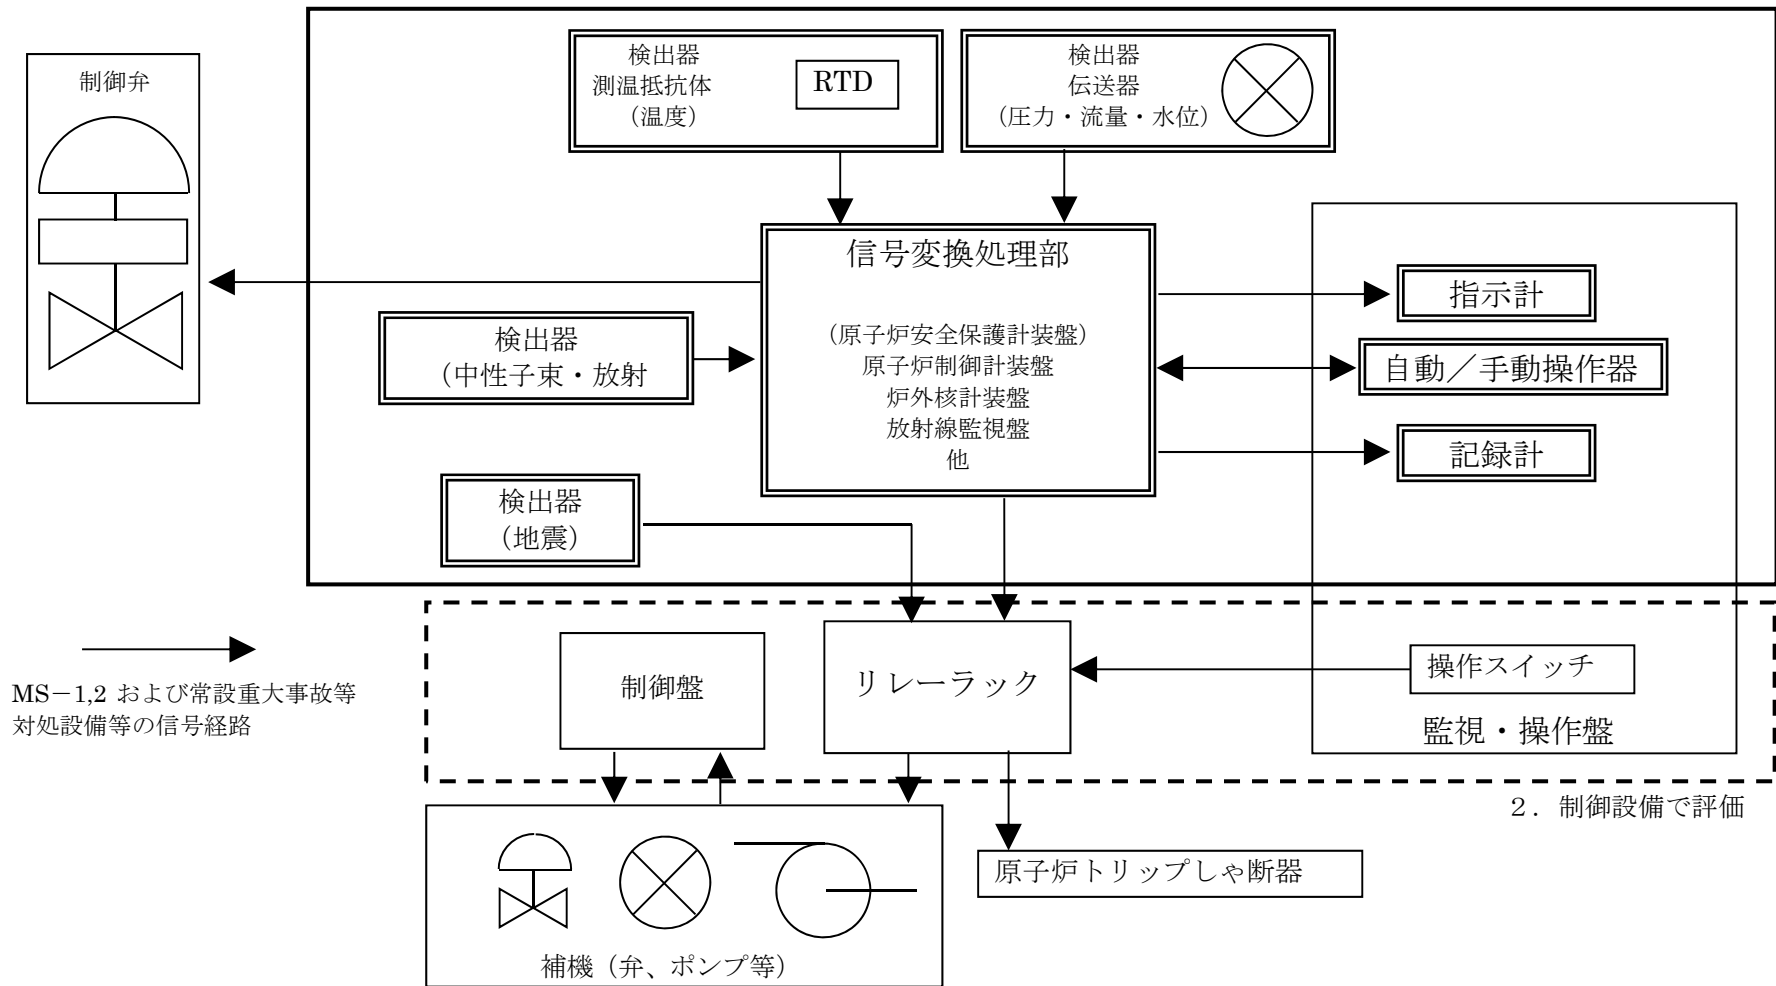 検出器
測温抵抗体
（温度）
RTD
検出器
伝送器
（圧力・流量・水位）
制御弁
信号変換処理部
（原子炉安全保護計装盤）
原子炉制御計装盤
炉外核計装盤
放射線監視盤
他
指示計
自動／手動操作器
記録計
検出器
（中性子束・放射
検出器
（地震）
MS－1,2 および常設重大事故等
対処設備等の信号経路
制御盤
リレーラック
操作スイッチ
監視・操作盤
２．制御設備で評価
原子炉トリップしゃ断器
補機（弁、ポンプ等）